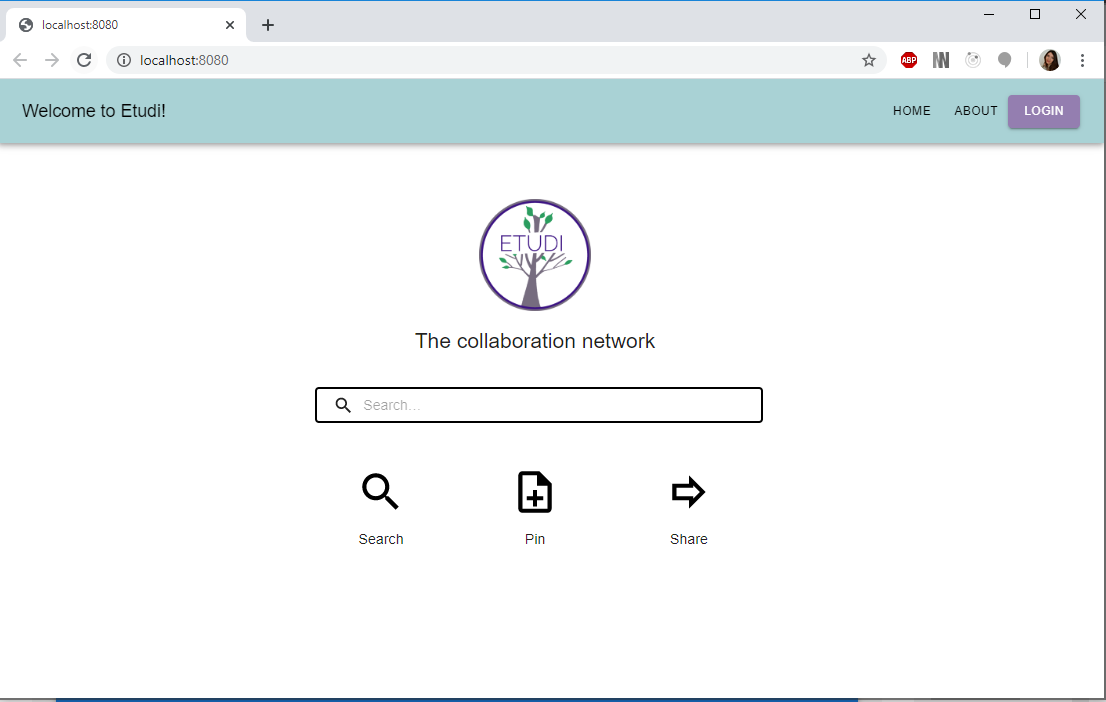 localhost:8080
localhost:8080
ABP
Welcome to Etudi!
HOME ABOUT LOGIN
ETUDI
The collaboration network
Search...
Search Pin Share